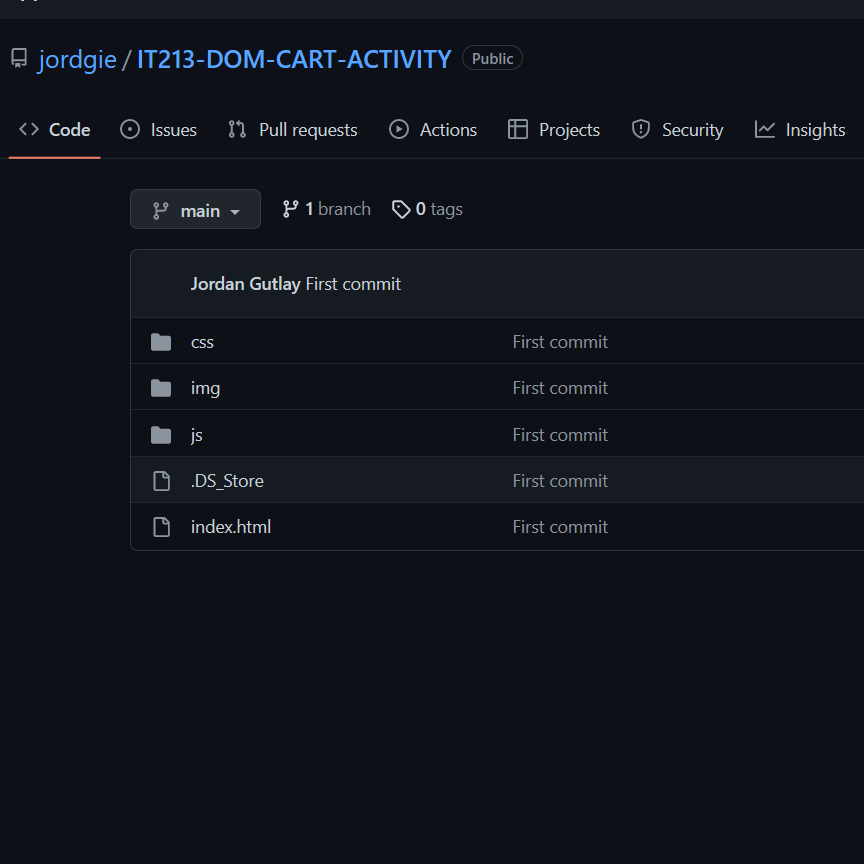 jordgie / IT213-DOM-CART-ACTIVITY Public
Code Issues Pull requests Actions Projects Security Insights
main 1 branch 0 tags
Jordan Gutlay First commit
css First commit
img First commit
js First commit
.DS_Store First commit
index.html First commit